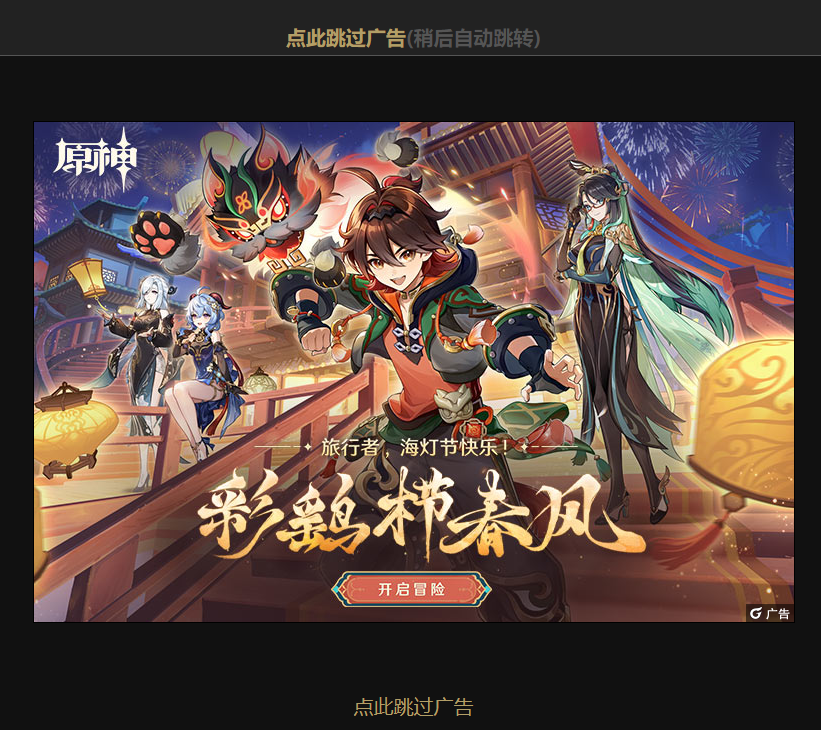 点此跳过广告(稍后自动跳转)
原神
旅行者，海灯节快乐！
彩鹞栉春风
开启冒险
广告
点此跳过广告